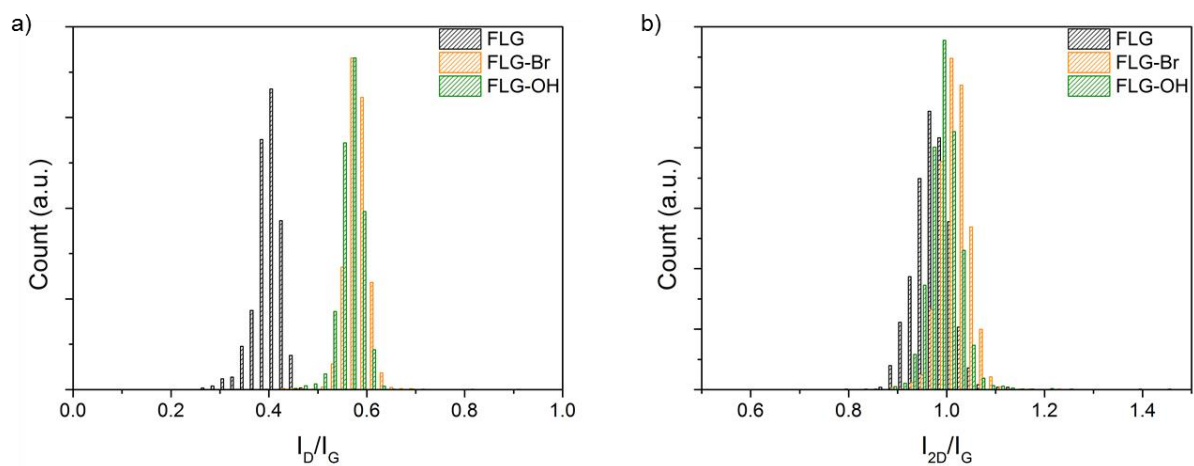 a)
Count (a.u.)
FLG
FLG-Br
FLG-OH
0.0 0.2 0.4 0.6 0.8 1.0
I_D/I_G
b)
Count (a.u.)
FLG
FLG-Br
FLG-OH
0.6 0.8 1.0 1.2 1.4
I_2D/I_G